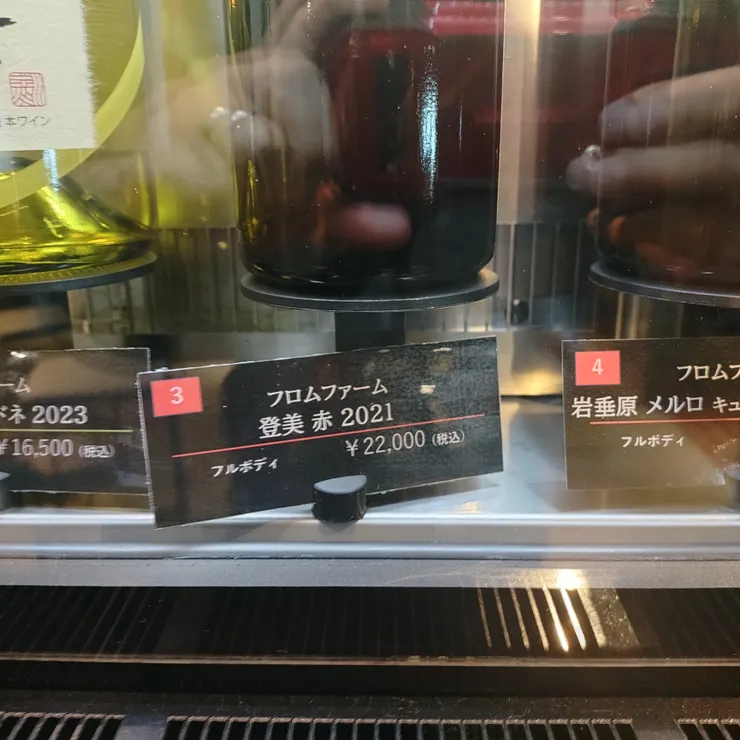 本ワイン
ーム
ネ 2023
¥16,500 (税込)
3
フロムファーム
登美 赤 2021
¥22,000 (税込)
フルボディ
4
フロムフ
岩垂原 メルロ キュ
フルボディ